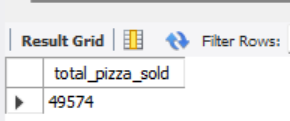 Result Grid Filter Rows:
total_pizza_sold
49574